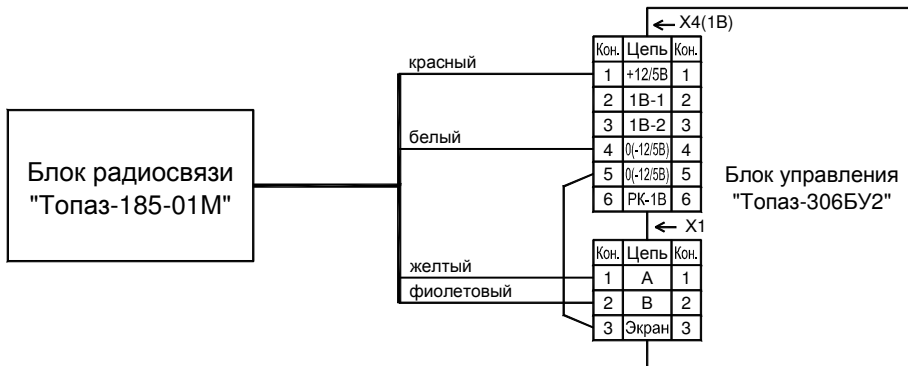 X4(1В)
Кон. Цепь Кон.
красный
1 +12/5В 1
2 1В-1 2
3 1В-2 3
белый
4 0(-12/5В) 4
5 0(-12/5В) 5
6 РК-1В 6
Блок радиосвязи
"Топаз-185-01М"
Блок управления
"Топаз-306БУ2"
X1
Кон. Цепь Кон.
желтый
1 А 1
фиолетовый
2 В 2
3 Экран 3